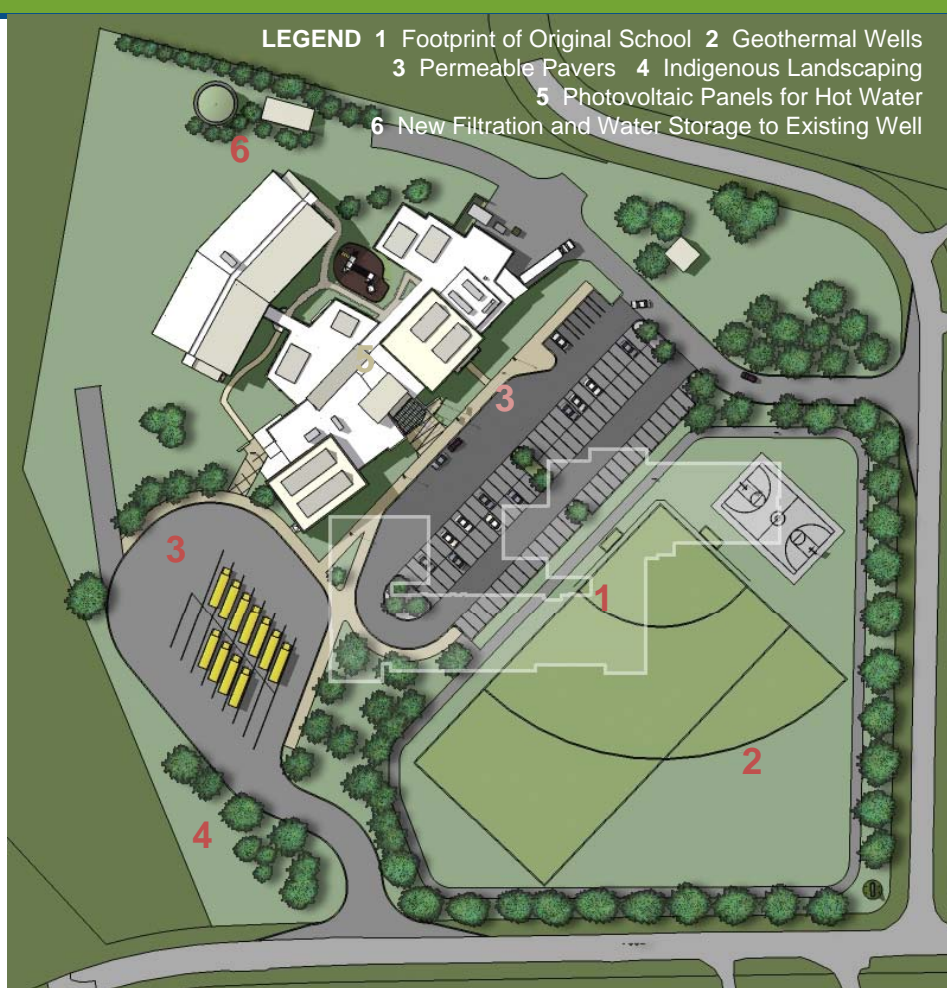 LEGEND 1 Footprint of Original School 2 Geothermal Wells
3 Permeable Pavers 4 Indigenous Landscaping
5 Photovoltaic Panels for Hot Water
6 New Filtration and Water Storage to Existing Well
6
5
3
3
1
2
4